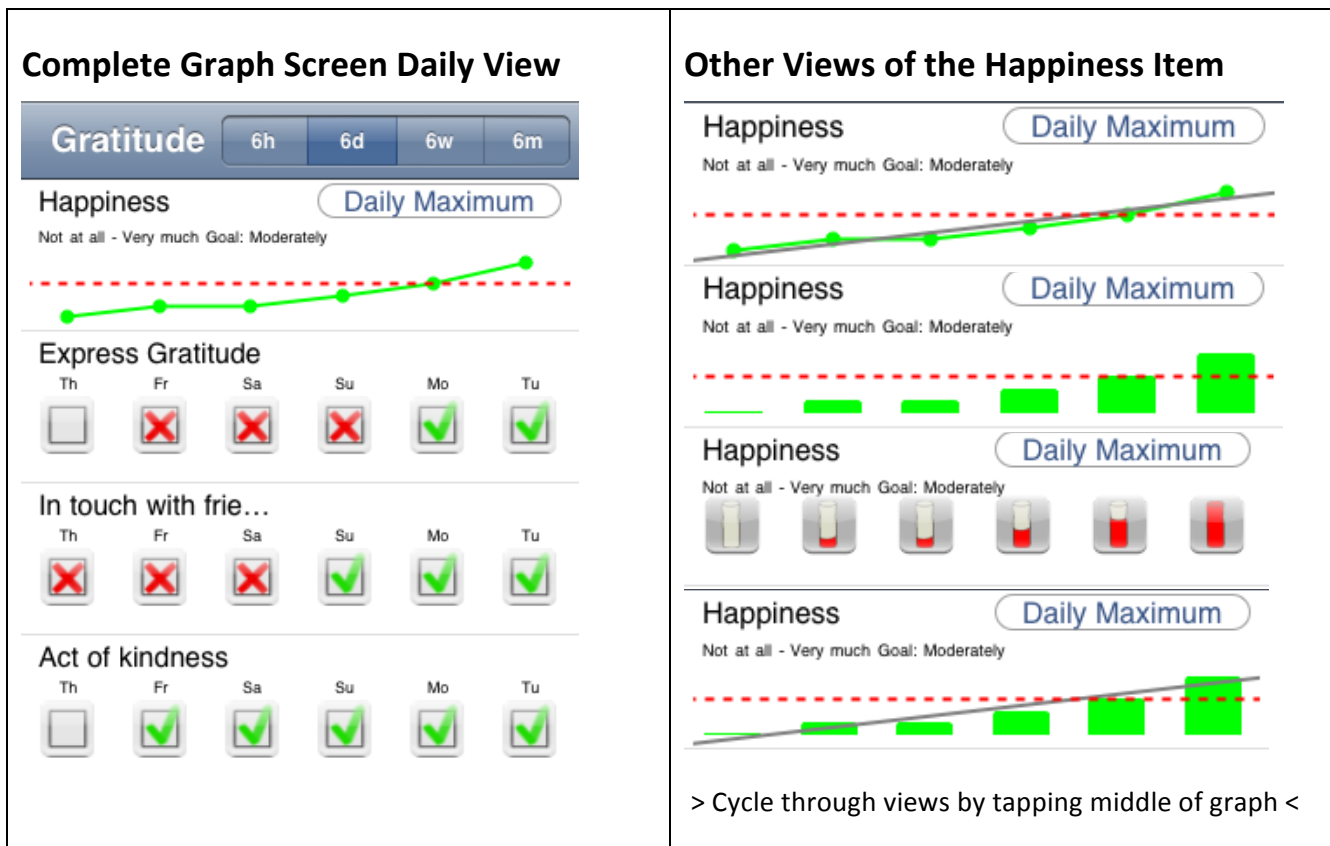 Complete Graph Screen Daily View
Gratitude 6h 6d 6w 6m
Happiness Daily Maximum
Not at all - Very much Goal: Moderately
Express Gratitude
Th Fr Sa Su Mo Tu
In touch with frie...
Th Fr Sa Su Mo Tu
Act of kindness
Th Fr Sa Su Mo Tu
Other Views of the Happiness Item
Happiness Daily Maximum
Not at all - Very much Goal: Moderately
Happiness Daily Maximum
Not at all - Very much Goal: Moderately
Happiness Daily Maximum
Not at all - Very much Goal: Moderately
Happiness Daily Maximum
Not at all - Very much Goal: Moderately
> Cycle through views by tapping middle of graph <